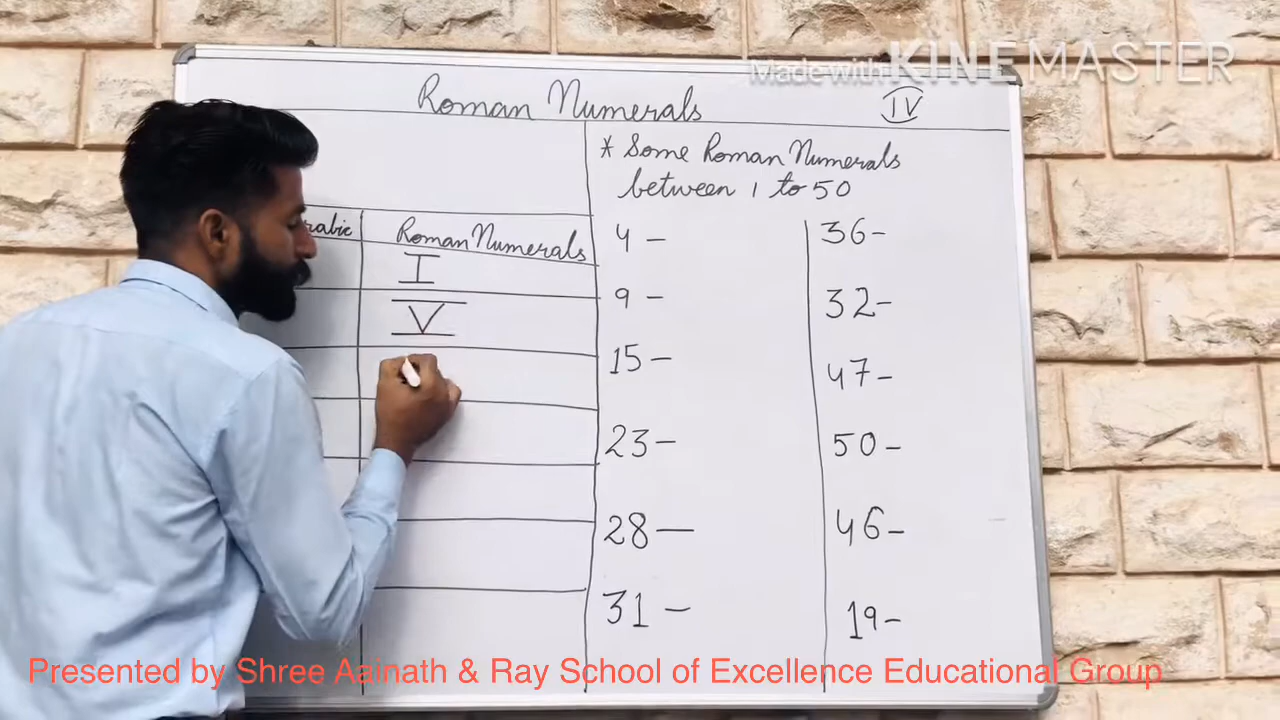 Made with KINEMASTER
Roman Numerals
IV
rabic
Roman Numerals
I
V
* Some Roman Numerals
between 1 to 50
4 –
9 –
15 –
23 –
28 —
31 –
36 –
32 –
47 –
50 –
46 –
19 –
Presented by Shree Aainath & Ray School of Excellence Educational Group